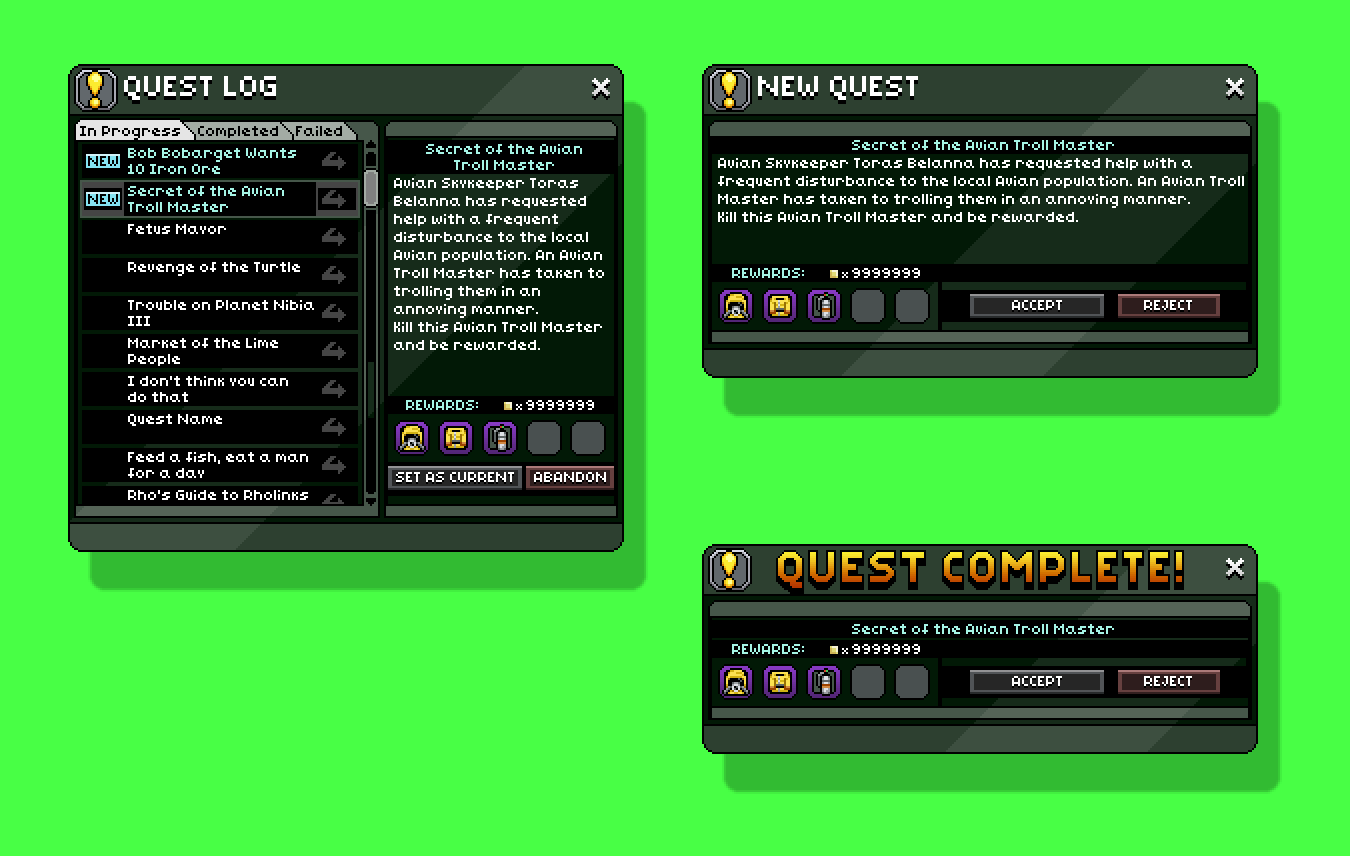 QUEST LOG
In Progress Completed Failed
NEW Bob Bobarget Wants
10 Iron Ore
NEW Secret of the Avian
Troll Master
Fetus Mayor
Revenge of the Turtle
Trouble on Planet Nibia
III
Market of the Lime
People
I don't think you can
do that
Quest Name
Feed a fish, eat a man
for a day
Rho's Guide to Rholinks
Secret of the Avian
Troll Master
Avian Skykeeper Toras
Belanna has requested
help with a frequent
disturbance to the local
Avian population. An Avian
Troll Master has taken to
trolling them in an
annoying manner.
Kill this Avian Troll Master
and be rewarded.
REWARDS: x9999999
SET AS CURRENT ABANDON
NEW QUEST
Secret of the Avian Troll Master
Avian Skykeeper Toras Belanna has requested help with a
frequent disturbance to the local Avian population. An Avian Troll
Master has taken to trolling them in an annoying manner.
Kill this Avian Troll Master and be rewarded.
REWARDS: x9999999
ACCEPT REJECT
QUEST COMPLETE!
Secret of the Avian Troll Master
REWARDS: x9999999
ACCEPT REJECT